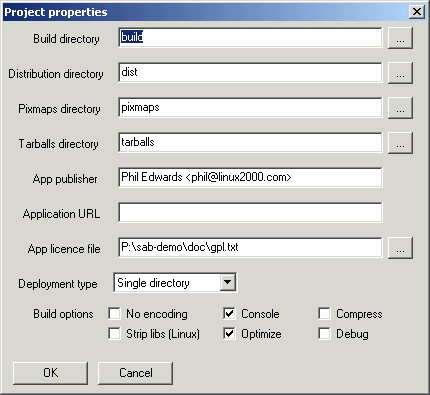 Project properties
Build directory build ...
Distribution directory dist ...
Pixmaps directory pixmaps ...
Tarballs directory tarballs ...
App publisher Phil Edwards <phil@linux2000.com>
Application URL
App licence file P:\sab-demo\doc\gpl.txt ...
Deployment type Single directory
Build options No encoding Console Compress
Strip libs (Linux) Optimize Debug
OK Cancel